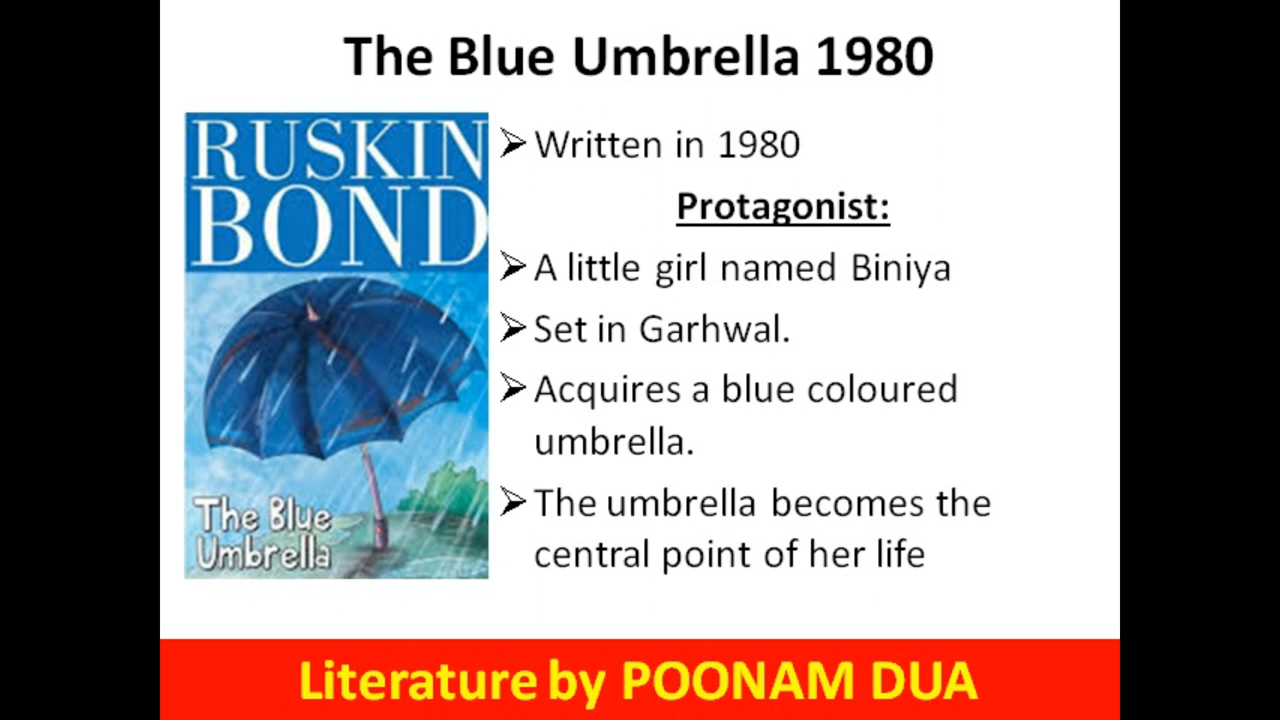 The Blue Umbrella 1980
RUSKIN
BOND
The Blue
Umbrella
Written in 1980
Protagonist:
A little girl named Biniya
Set in Garhwal.
Acquires a blue coloured
umbrella.
The umbrella becomes the
central point of her life
Literature by POONAM DUA